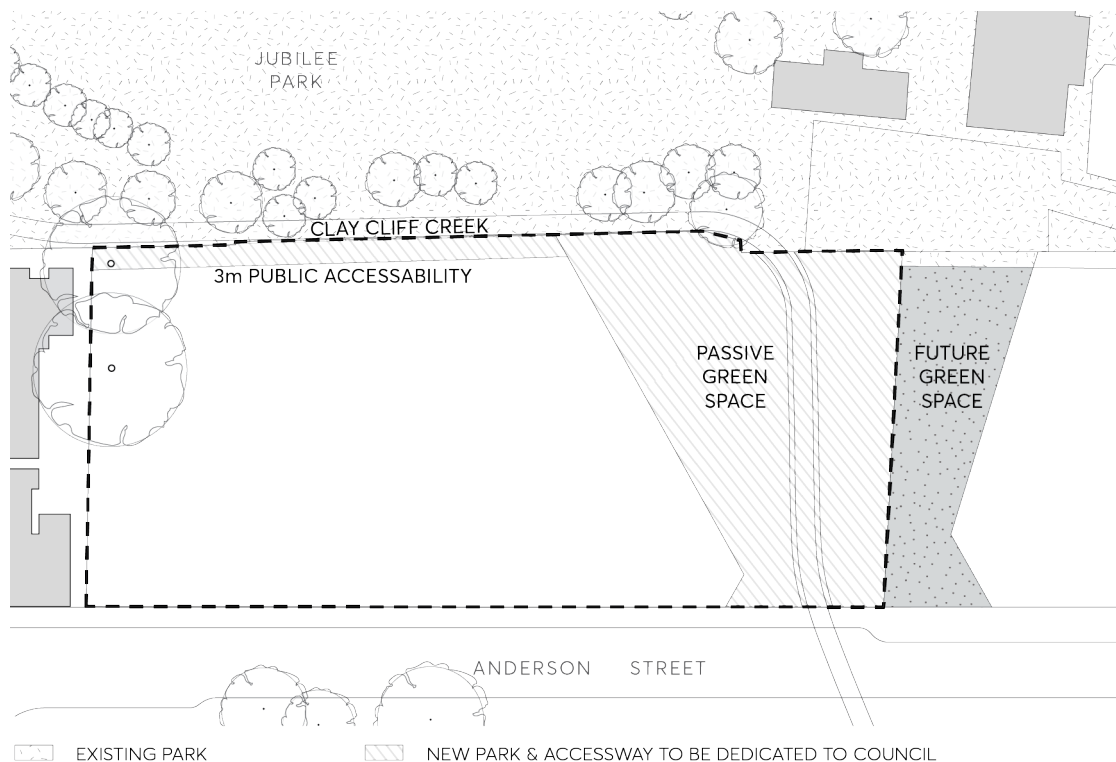 JUBILEE
PARK
CLAY CLIFF CREEK
3m PUBLIC ACCESSABILITY
PASSIVE
GREEN
SPACE
FUTURE
GREEN
SPACE
ANDERSON STREET
EXISTING PARK
NEW PARK & ACCESSWAY TO BE DEDICATED TO COUNCIL